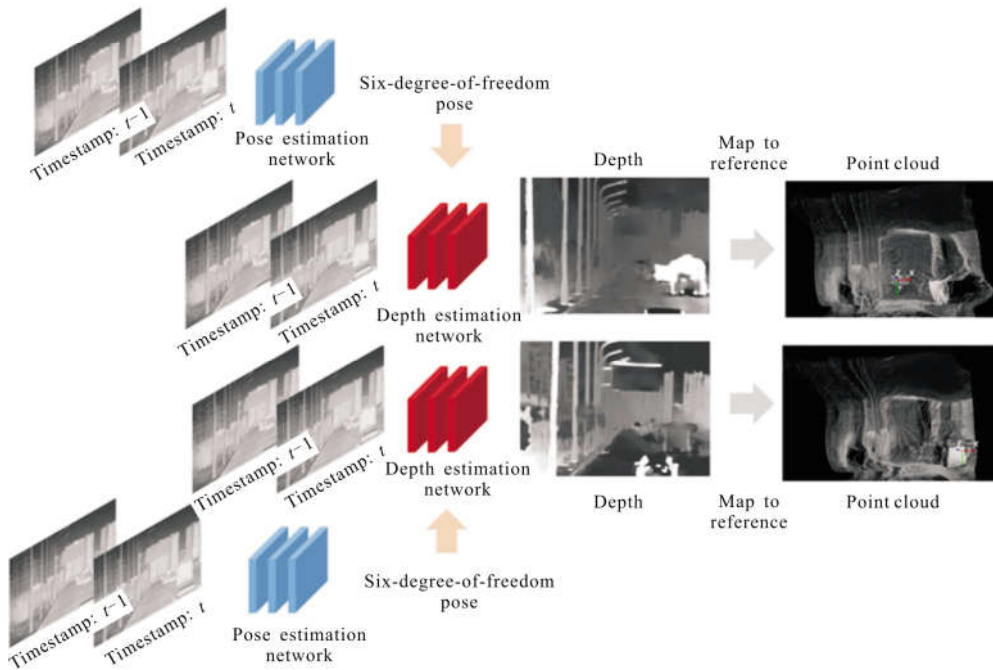 Timestamp: t−1
Timestamp: t
Pose estimation
network
Six-degree-of-freedom
pose
Timestamp: t−1
Timestamp: t
Depth estimation
network
Depth
Map to
reference
Point cloud
Timestamp: t−1
Timestamp: t
Depth estimation
network
Depth
Map to
reference
Point cloud
Timestamp: t−1
Timestamp: t
Pose estimation
network
Six-degree-of-freedom
pose